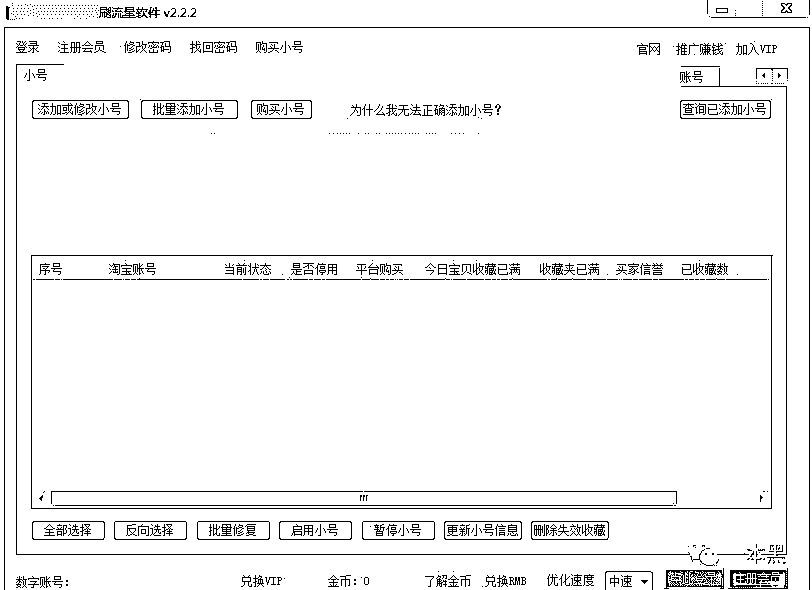 刷流星软件 v2.2.2
登录 注册会员 修改密码 找回密码 购买小号 官网 推广赚钱 加入VIP
小号 账号
添加或修改小号 批量添加小号 购买小号 为什么我无法正确添加小号？ 查询已添加小号
序号 淘宝账号 当前状态 是否停用 平台购买 今日宝贝收藏已满 收藏夹已满 买家信誉 已收藏数
全部选择 反向选择 批量修复 启用小号 暂停小号 更新小号信息 删除失效收藏
一本黑
数字账号： 兑换VIP 金币：0 了解金币 兑换RMB 优化速度 中速 注册会员